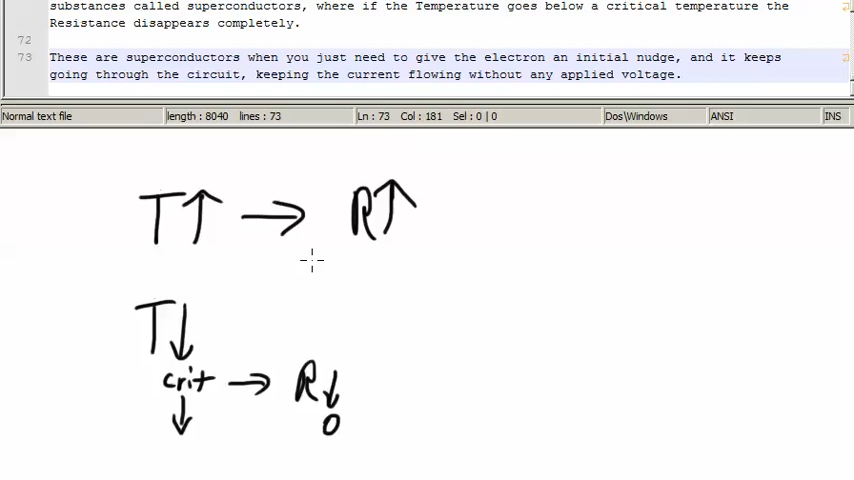 substances called superconductors, where if the Temperature goes below a critical temperature the
Resistance disappears completely.
72
73 These are superconductors when you just need to give the electron an initial nudge, and it keeps
going through the circuit, keeping the current flowing without any applied voltage.
Normal text file length : 8040 lines : 73 Ln : 73 Col : 181 Sel : 0 | 0 Dos\Windows ANSI INS
T↑ → R↑
T↓
crit → R↓
↓ 0